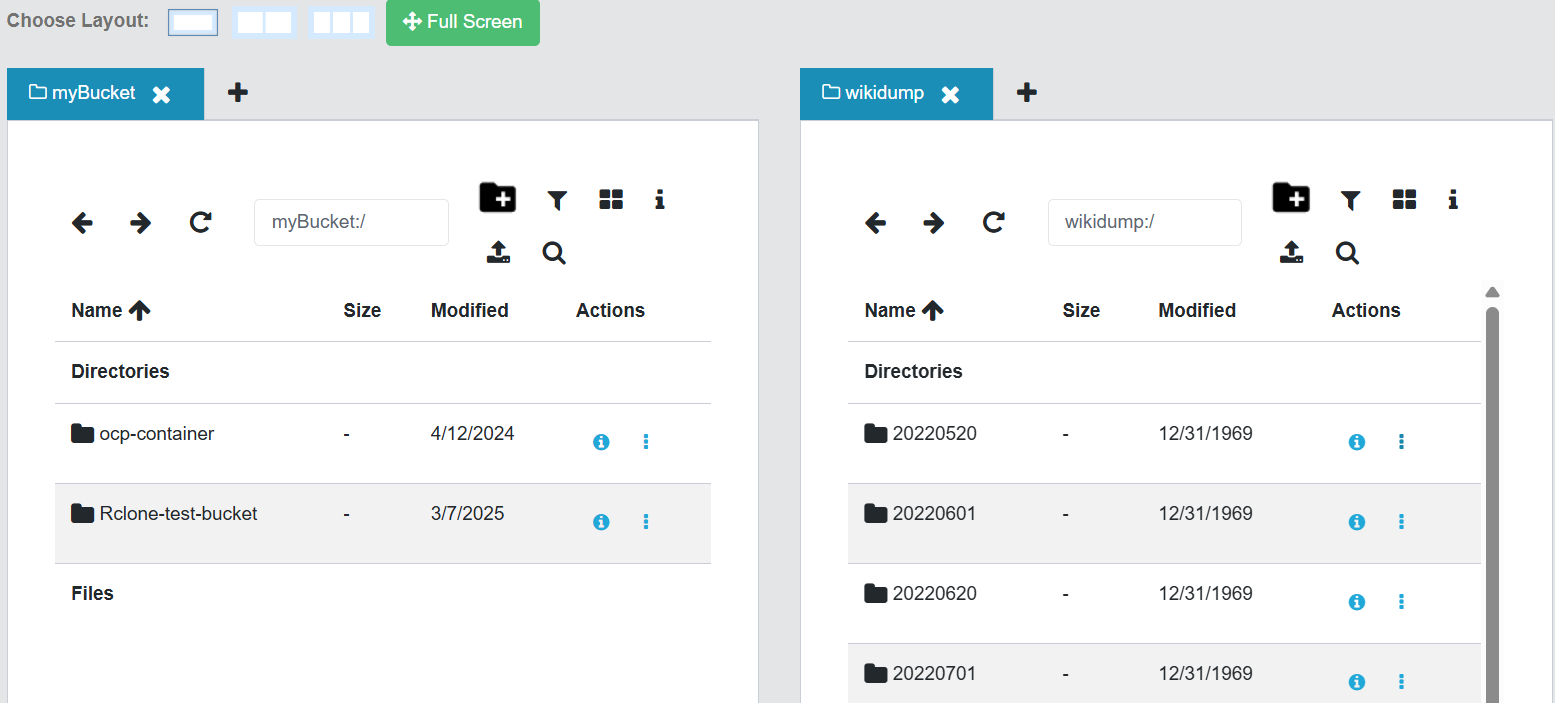 Choose Layout:
Full Screen
myBucket
myBucket:/
Name Size Modified Actions
Directories
ocp-container - 4/12/2024
Rclone-test-bucket - 3/7/2025
Files
wikidump
wikidump:/
Name Size Modified Actions
Directories
20220520 - 12/31/1969
20220601 - 12/31/1969
20220620 - 12/31/1969
20220701 - 12/31/1969